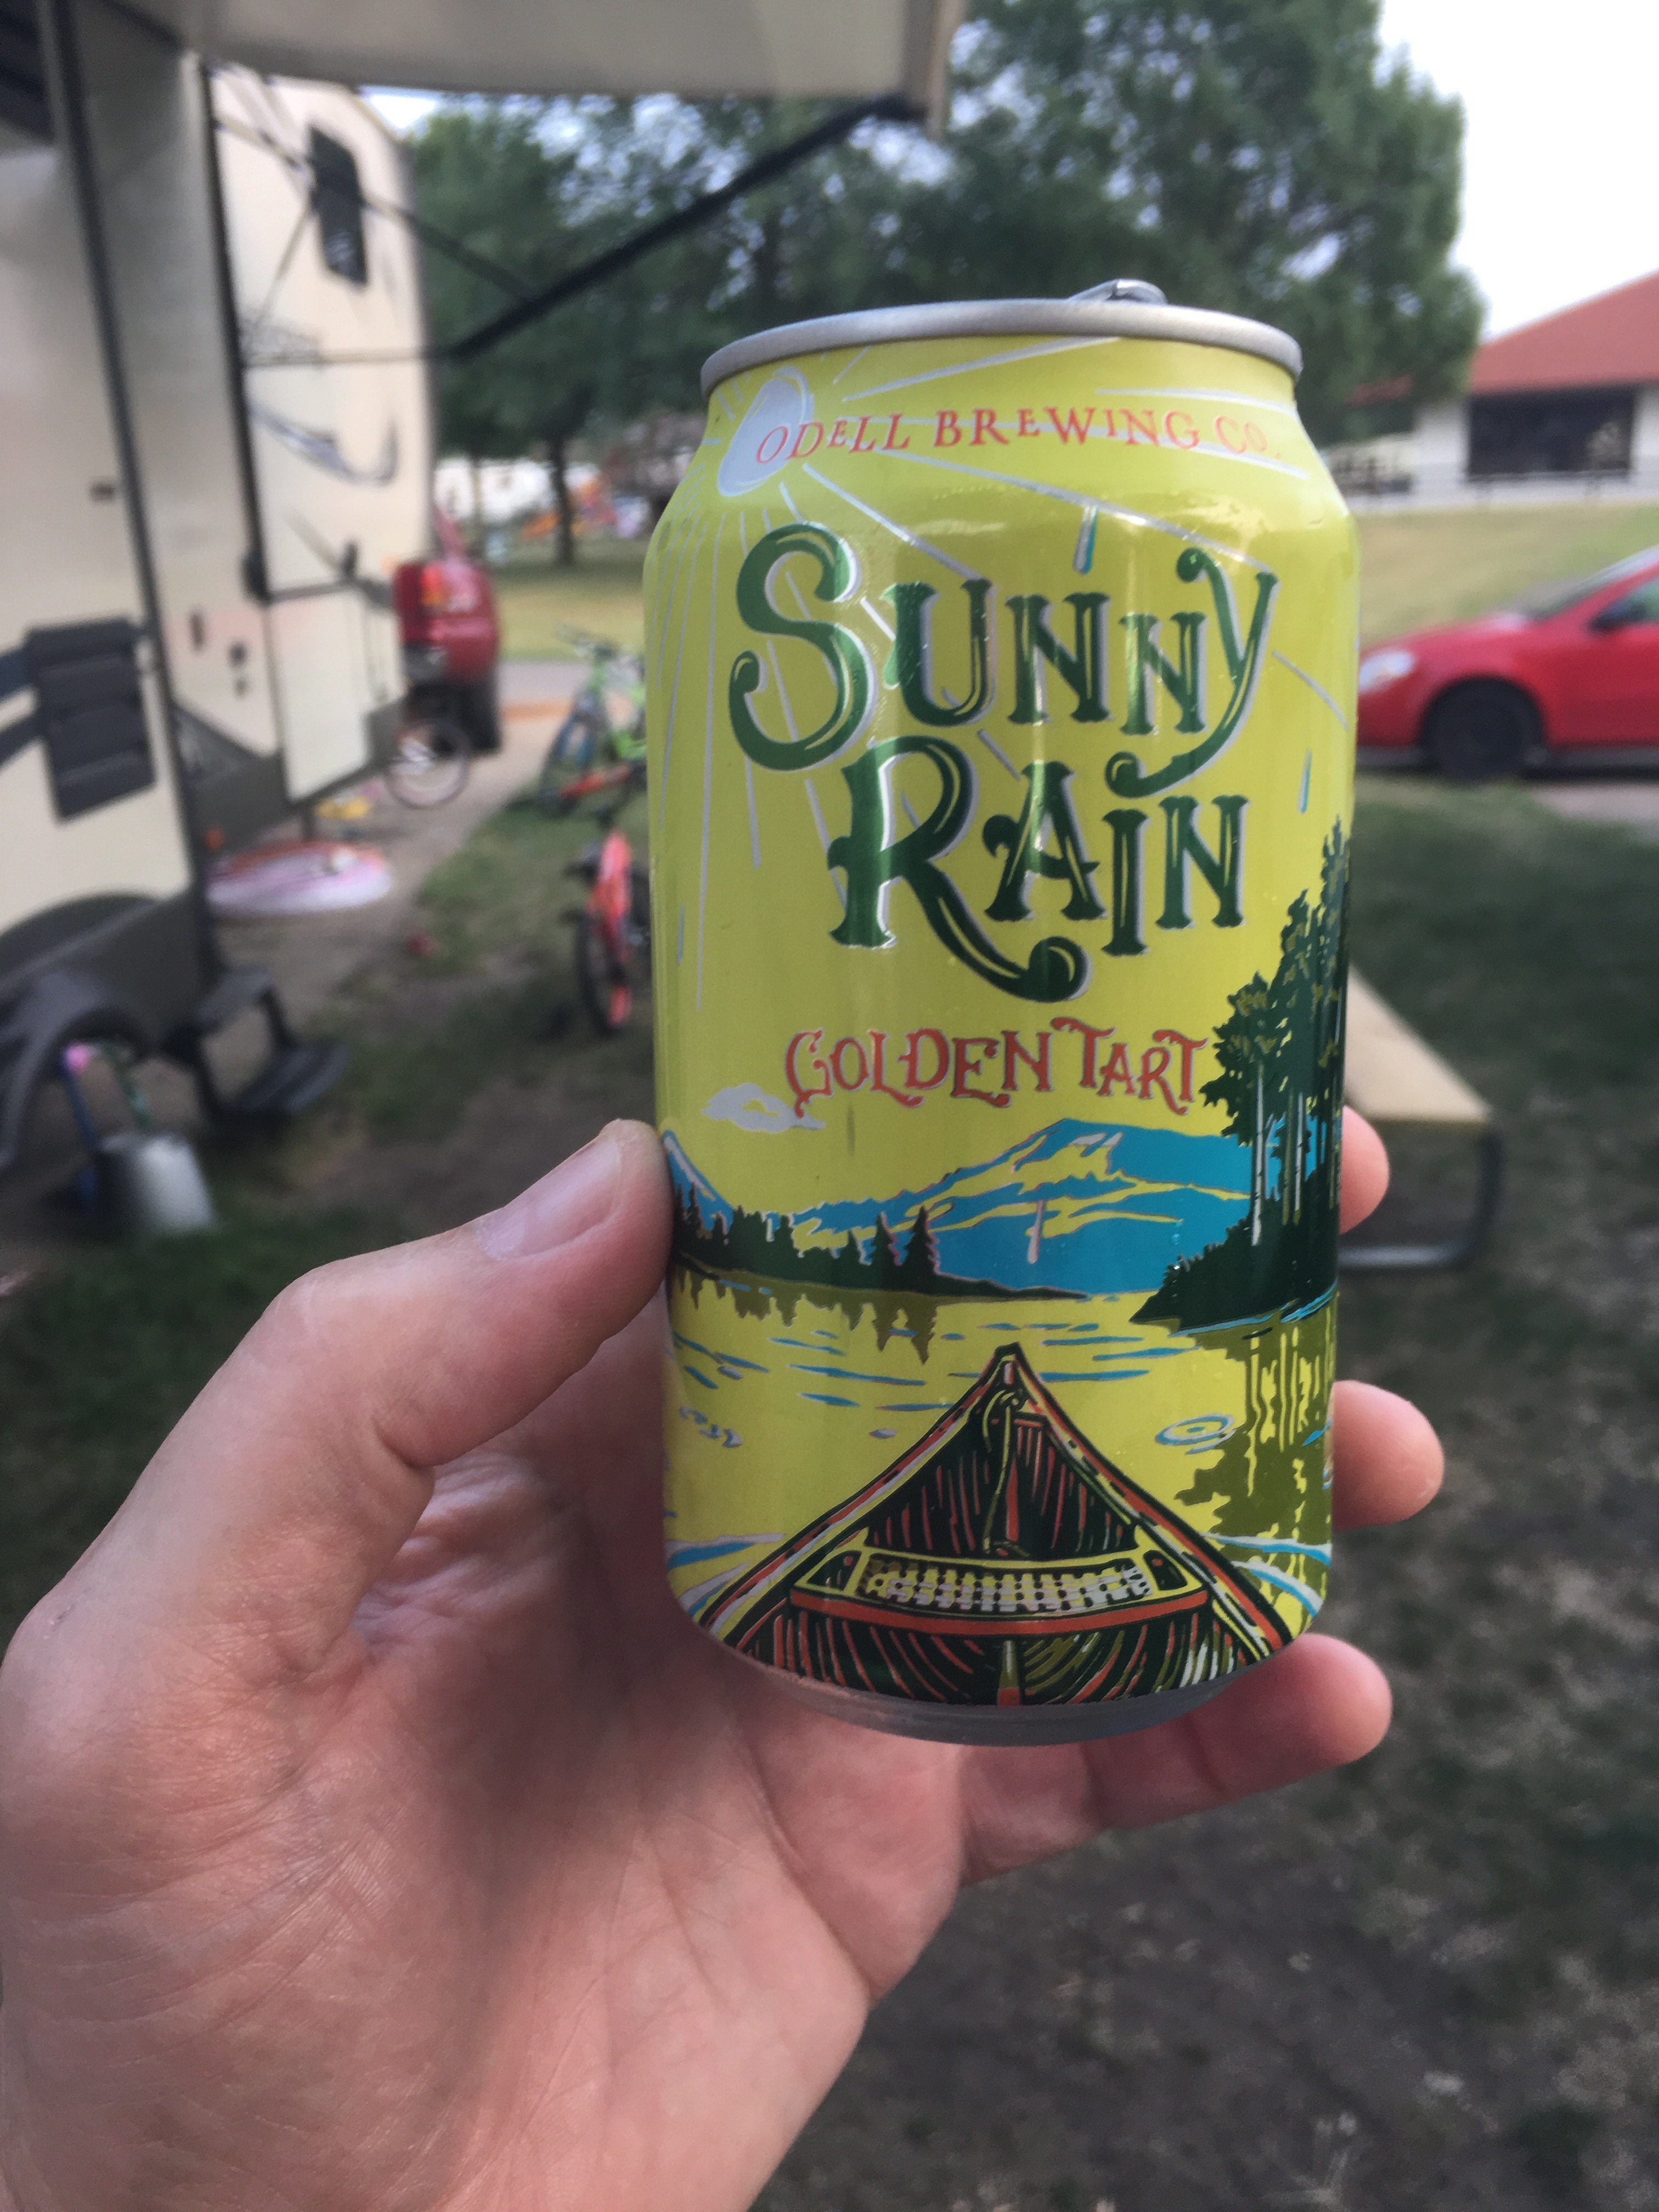 ODELL BREWING CO.
SUNNY
RAIN
GOLDEN TART